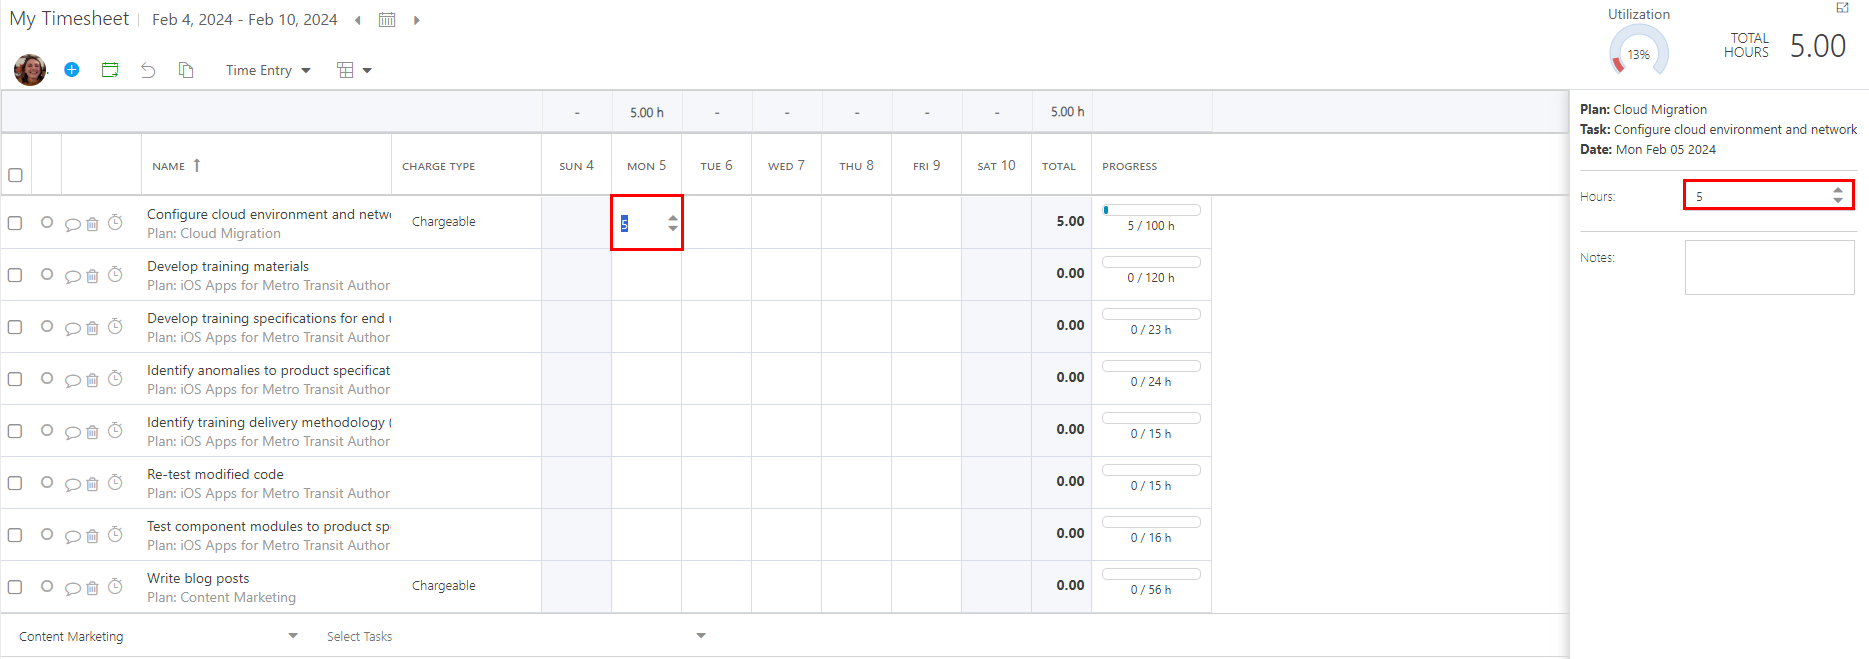 My Timesheet
Feb 4, 2024 - Feb 10, 2024
Utilization
13%
TOTAL HOURS 5.00
Time Entry
- 5.00 h - - - - - 5.00 h
NAME CHARGE TYPE SUN 4 MON 5 TUE 6 WED 7 THU 8 FRI 9 SAT 10 TOTAL PROGRESS
Configure cloud environment and netw
Plan: Cloud Migration
Chargeable
5
5.00
5 / 100 h
Develop training materials
Plan: iOS Apps for Metro Transit Author
0.00
0 / 120 h
Develop training specifications for end
Plan: iOS Apps for Metro Transit Author
0.00
0 / 23 h
Identify anomalies to product specificat
Plan: iOS Apps for Metro Transit Author
0.00
0 / 24 h
Identify training delivery methodology (
Plan: iOS Apps for Metro Transit Author
0.00
0 / 15 h
Re-test modified code
Plan: iOS Apps for Metro Transit Author
0.00
0 / 15 h
Test component modules to product sp
Plan: iOS Apps for Metro Transit Author
0.00
0 / 16 h
Write blog posts
Plan: Content Marketing
Chargeable
0.00
0 / 56 h
Content Marketing
Select Tasks
Plan: Cloud Migration
Task: Configure cloud environment and network
Date: Mon Feb 05 2024
Hours: 5
Notes: